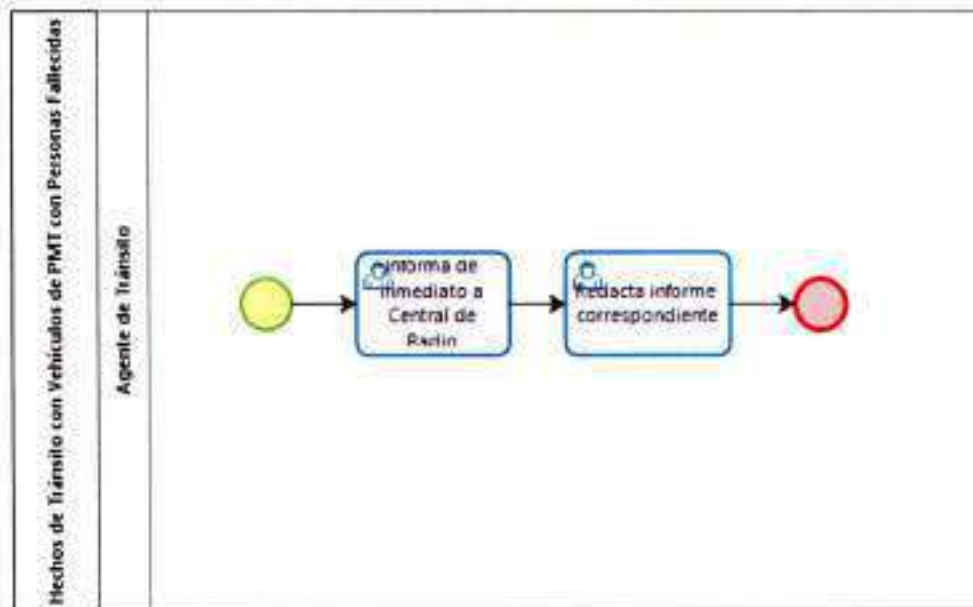 Hechos de Tránsito con Vehículos de PMT con Personas Fallecidas
Agente de Tránsito
Informa de
inmediato a
Central de
Radio
Redacta informe
correspondiente